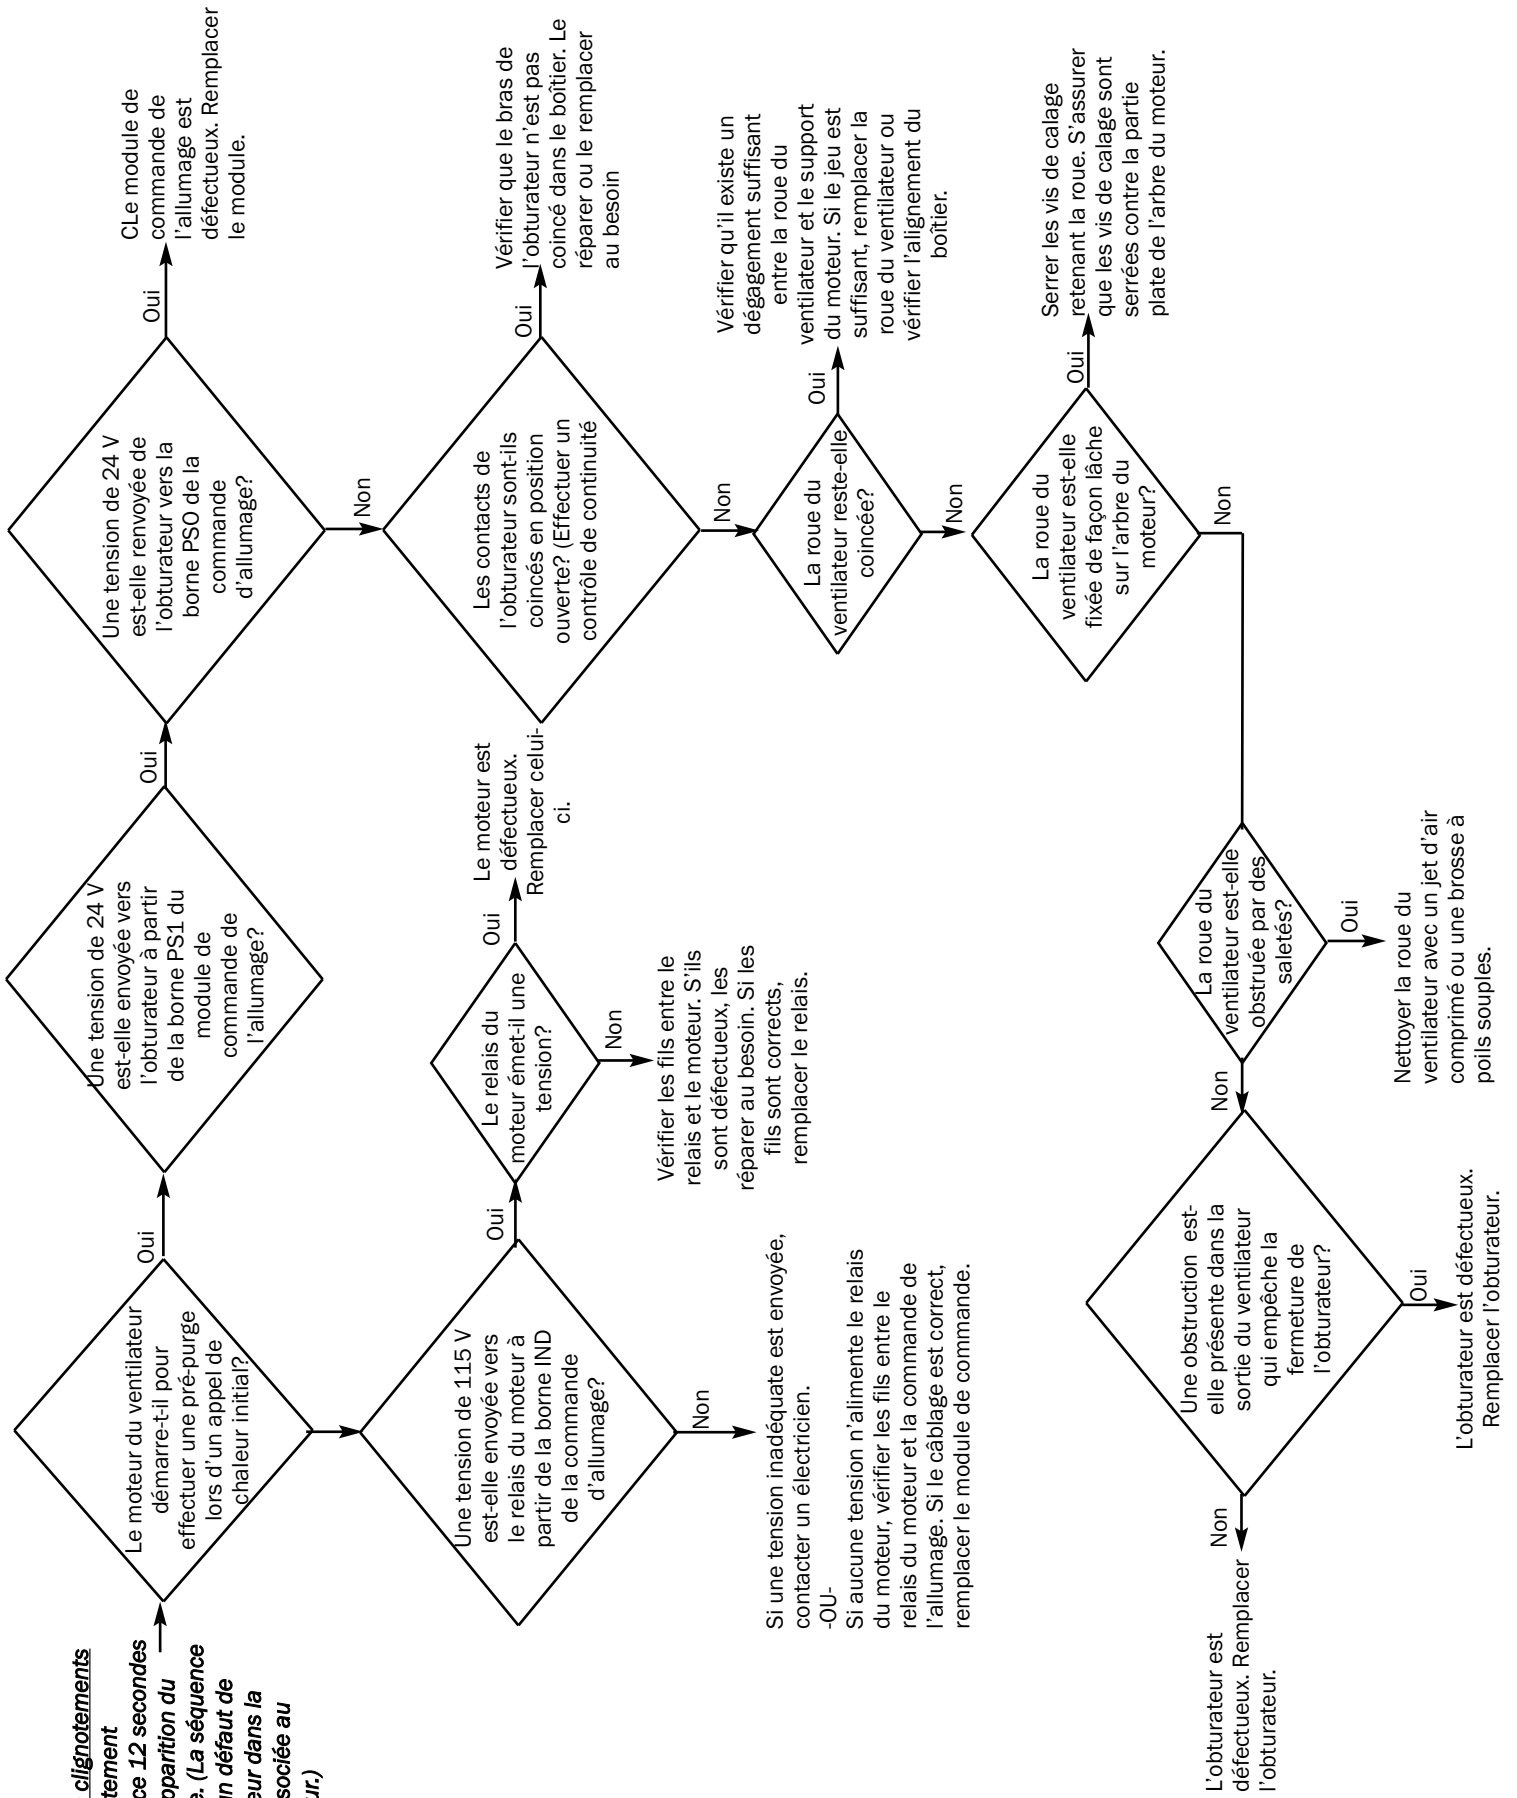 clignotements
tement
ce 12 secondes
pparition du
e. (La séquence
un défaut de
eur dans la
sociée au
ur.)
Le moteur du ventilateur
démarre-t-il pour
effectuer une pré-purge
lors d'un appel de
chaleur initial?
Oui
Une tension de 24 V
est-elle envoyée vers
l'obturateur à partir
de la borne PS1 du
module de
commande de
l'allumage?
Oui
Une tension de 24 V
est-elle renvoyée de
l'obturateur vers la
borne PSO de la
commande
d'allumage?
Oui
CLe module de
commande de
l'allumage est
défectueux. Remplacer
le module.
Non
Une tension de 115 V
est-elle envoyée vers
le relais du moteur à
partir de la borne IND
de la commande
d'allumage?
Oui
Le relais du
moteur émet-il une
tension?
Oui
Le moteur est
défectueux.
Remplacer celui-
ci.
Non
Vérifier les fils entre le
relais et le moteur. S'ils
sont défectueux, les
réparer au besoin. Si les
fils sont corrects,
remplacer le relais.
Non
Si une tension inadéquate est envoyée,
contacter un électricien.
-OU-
Si aucune tension n'alimente le relais
du moteur, vérifier les fils entre le
relais du moteur et la commande de
l'allumage. Si le câblage est correct,
remplacer le module de commande.
Les contacts de
l'obturateur sont-ils
coincés en position
ouverte? (Effectuer un
contrôle de continuité
Oui
Vérifier que le bras de
l'obturateur n'est pas
coincé dans le boîtier. Le
réparer ou le remplacer
au besoin
Non
La roue du
ventilateur reste-elle
coincée?
Oui
Vérifier qu'il existe un
dégagement suffisant
entre la roue du
ventilateur et le support
du moteur. Si le jeu est
suffisant, remplacer la
roue du ventilateur ou
vérifier l'alignement du
boîtier.
Non
La roue du
ventilateur est-elle
fixée de façon lâche
sur l'arbre du
moteur?
Oui
Serrer les vis de calage
retenant la roue. S'assurer
que les vis de calage sont
serrées contre la partie
plate de l'arbre du moteur.
Non
La roue du
ventilateur est-elle
obstruée par des
saletés?
Oui
Nettoyer la roue du
ventilateur avec un jet d'air
comprimé ou une brosse à
poils souples.
Non
Une obstruction est-
elle présente dans la
sortie du ventilateur
qui empêche la
fermeture de
l'obturateur?
Oui
L'obturateur est défectueux.
Remplacer l'obturateur.
Non
L'obturateur est
défectueux. Remplacer
l'obturateur.